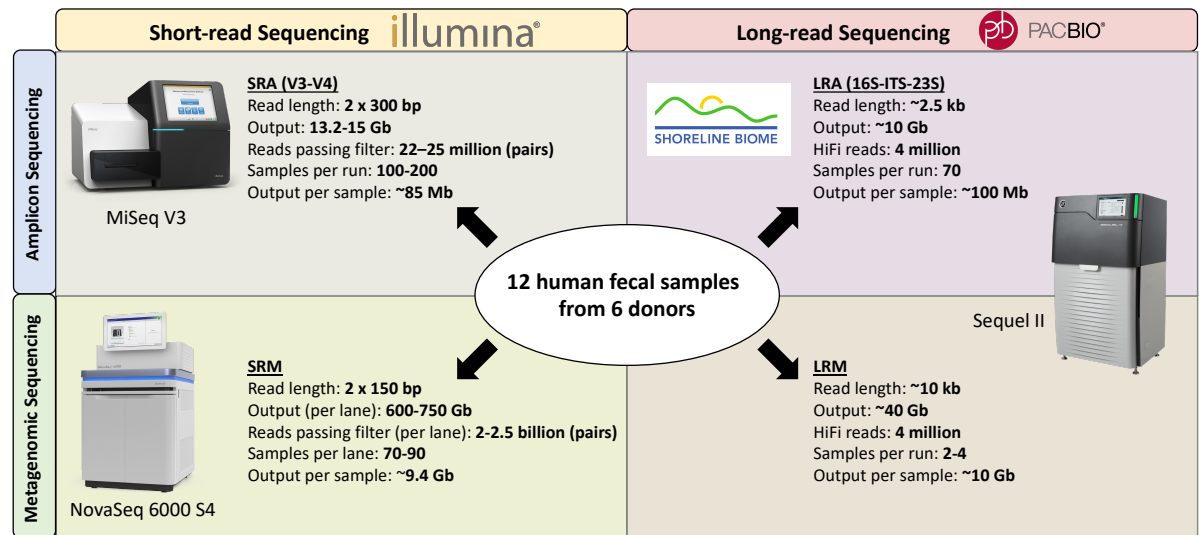 Short-read Sequencing illumina®
Long-read Sequencing PACBIO®
Amplicon Sequencing
SRA (V3-V4)
Read length: 2 x 300 bp
Output: 13.2-15 Gb
Reads passing filter: 22–25 million (pairs)
Samples per run: 100-200
Output per sample: ~85 Mb
MiSeq V3
SHORELINE BIOME
LRA (16S-ITS-23S)
Read length: ~2.5 kb
Output: ~10 Gb
HiFi reads: 4 million
Samples per run: 70
Output per sample: ~100 Mb
12 human fecal samples
from 6 donors
Sequel II
Metagenomic Sequencing
SRM
Read length: 2 x 150 bp
Output (per lane): 600-750 Gb
Reads passing filter (per lane): 2-2.5 billion (pairs)
Samples per lane: 70-90
Output per sample: ~9.4 Gb
NovaSeq 6000 S4
LRM
Read length: ~10 kb
Output: ~40 Gb
HiFi reads: 4 million
Samples per run: 2-4
Output per sample: ~10 Gb